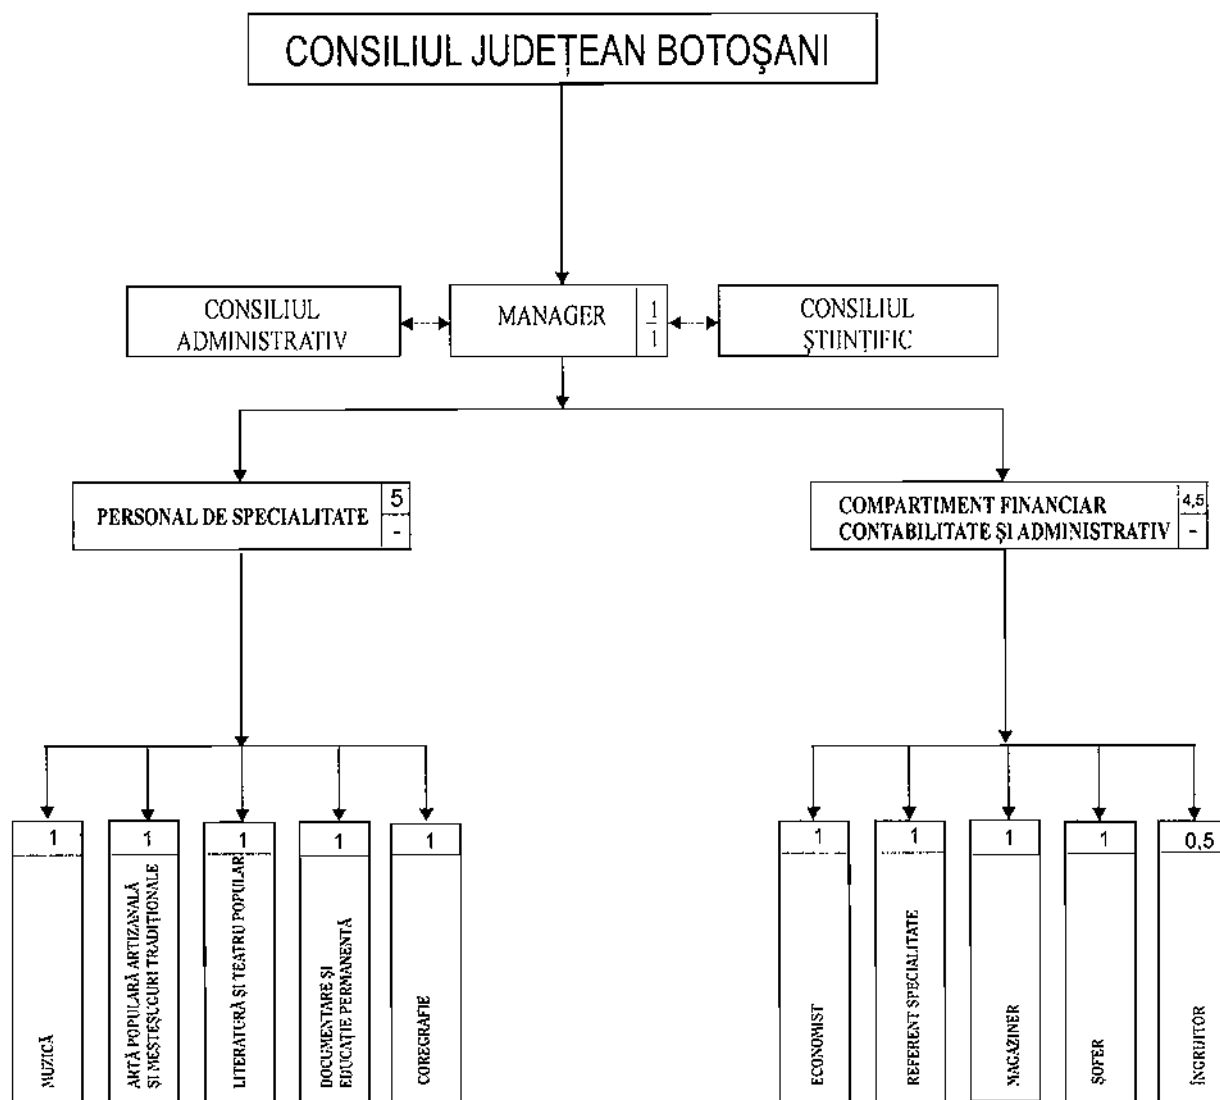 CONSILIUL JUDEȚEAN BOTOȘANI
CONSILIUL
ADMINISTRATIV
MANAGER
1
1
CONSILIUL
ȘTIINȚIFIC
PERSONAL DE SPECIALITATE
5
-
COMPARTIMENT FINANCIAR
CONTABILITATE ȘI ADMINISTRATIV
4,5
-
1
MUZICĂ
1
ARTĂ POPULARĂ ARTIZANALĂ
ȘI MEȘTEȘUGURI TRADIȚIONALE
1
LITERATURĂ ȘI TEATRU POPULAR
1
DOCUMENTARE ȘI
EDUCAȚIE PERMANENTĂ
1
COREGRAFIE
1
ECONOMIST
1
REFERENT SPECIALITATE
1
MAGAZINER
1
ȘOFER
0,5
ÎNGRIJITOR